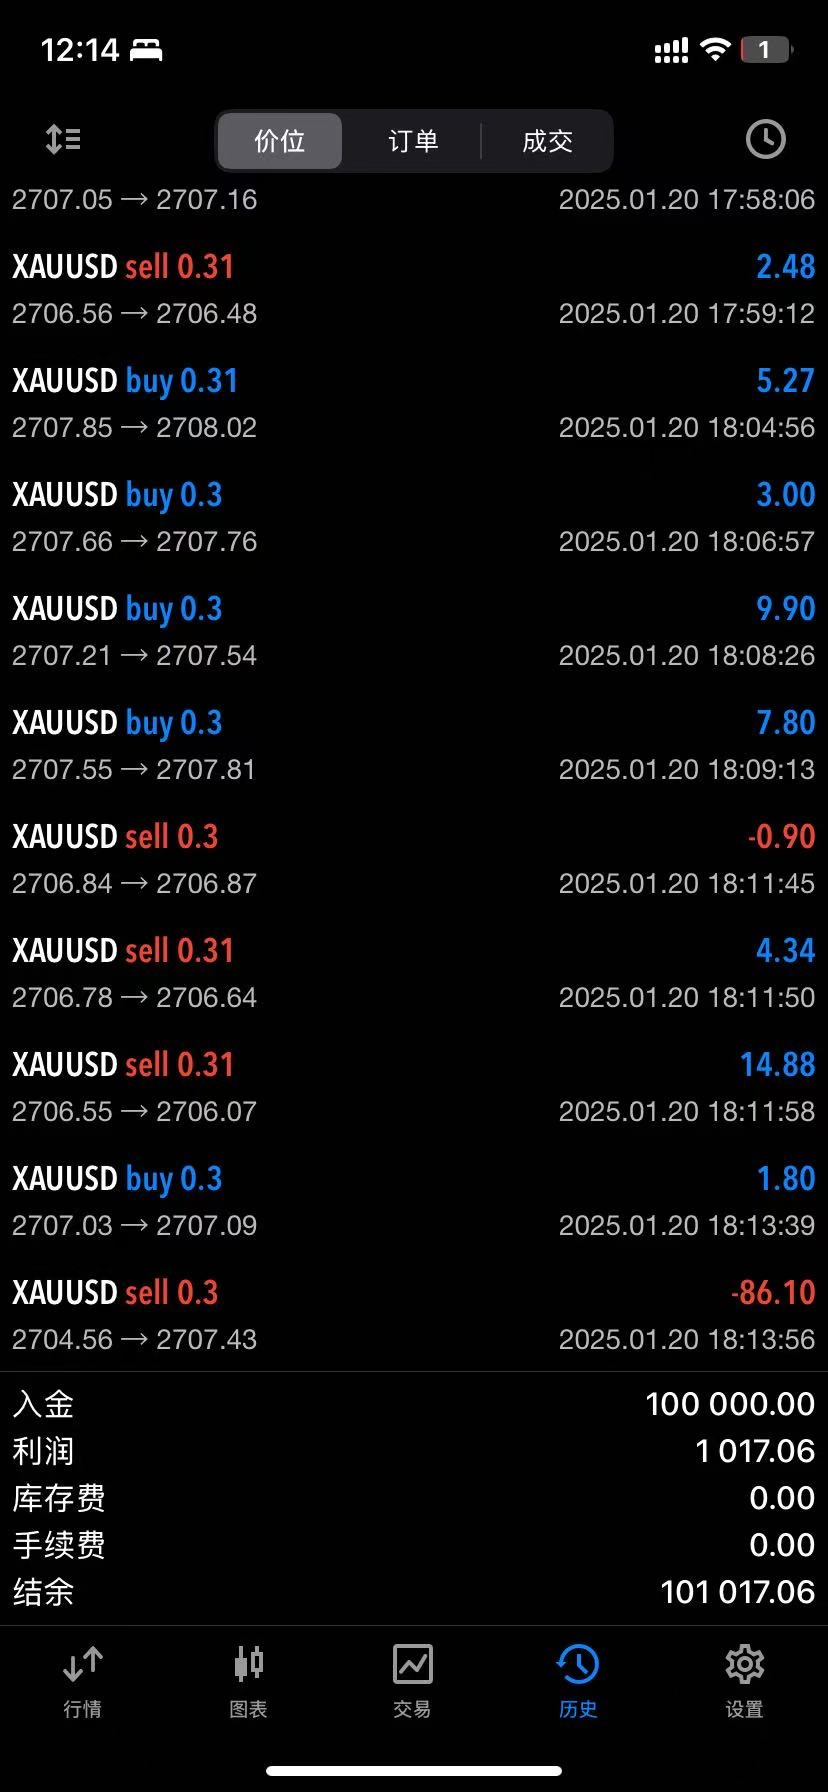 12:14
1
价位 订单 成交
2707.05 → 2707.16 2025.01.20 17:58:06
XAUUSD sell 0.31 2.48
2706.56 → 2706.48 2025.01.20 17:59:12
XAUUSD buy 0.31 5.27
2707.85 → 2708.02 2025.01.20 18:04:56
XAUUSD buy 0.3 3.00
2707.66 → 2707.76 2025.01.20 18:06:57
XAUUSD buy 0.3 9.90
2707.21 → 2707.54 2025.01.20 18:08:26
XAUUSD buy 0.3 7.80
2707.55 → 2707.81 2025.01.20 18:09:13
XAUUSD sell 0.3 -0.90
2706.84 → 2706.87 2025.01.20 18:11:45
XAUUSD sell 0.31 4.34
2706.78 → 2706.64 2025.01.20 18:11:50
XAUUSD sell 0.31 14.88
2706.55 → 2706.07 2025.01.20 18:11:58
XAUUSD buy 0.3 1.80
2707.03 → 2707.09 2025.01.20 18:13:39
XAUUSD sell 0.3 -86.10
2704.56 → 2707.43 2025.01.20 18:13:56
入金 100 000.00
利润 1 017.06
库存费 0.00
手续费 0.00
结余 101 017.06
行情 图表 交易 历史 设置